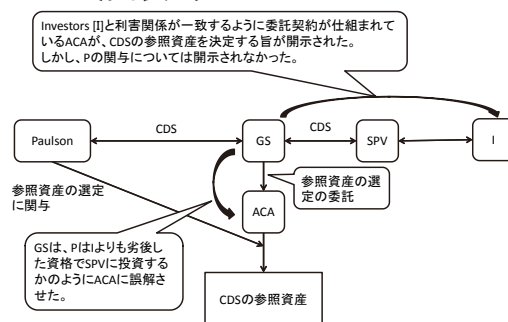 Investors [I]と利害関係が一致するように委託契約が仕組まれて
いるACAが、CDSの参照資産を決定する旨が開示された。
しかし、Pの関与については開示されなかった。
Paulson
CDS
GS
CDS
SPV
I
参照資産の選定
に関与
参照資産の選
定の委託
ACA
GSは、PはIよりも劣後し
た資格でSPVに投資する
かのようにACAに誤解さ
せた。
CDSの参照資産